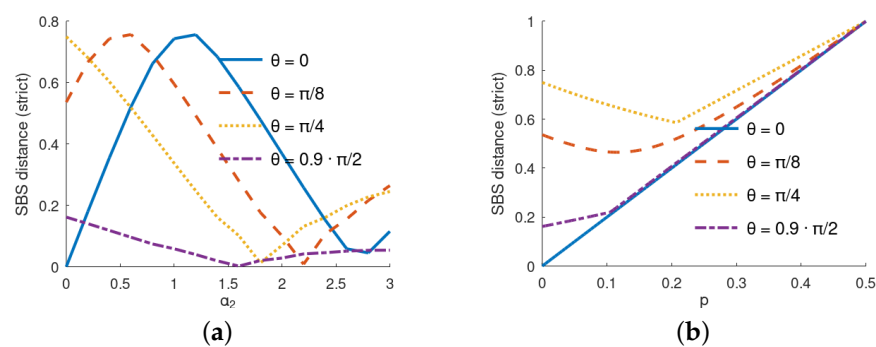 SBS distance (strict)
0.8
0.6
0.4
0.2
0
θ = 0
θ = π/8
θ = π/4
θ = 0.9 · π/2
0 0.5 1 1.5 2 2.5 3
α₂
(a)
SBS distance (strict)
1
0.8
0.6
0.4
0.2
0
θ = 0
θ = π/8
θ = π/4
θ = 0.9 · π/2
0 0.1 0.2 0.3 0.4 0.5
p
(b)